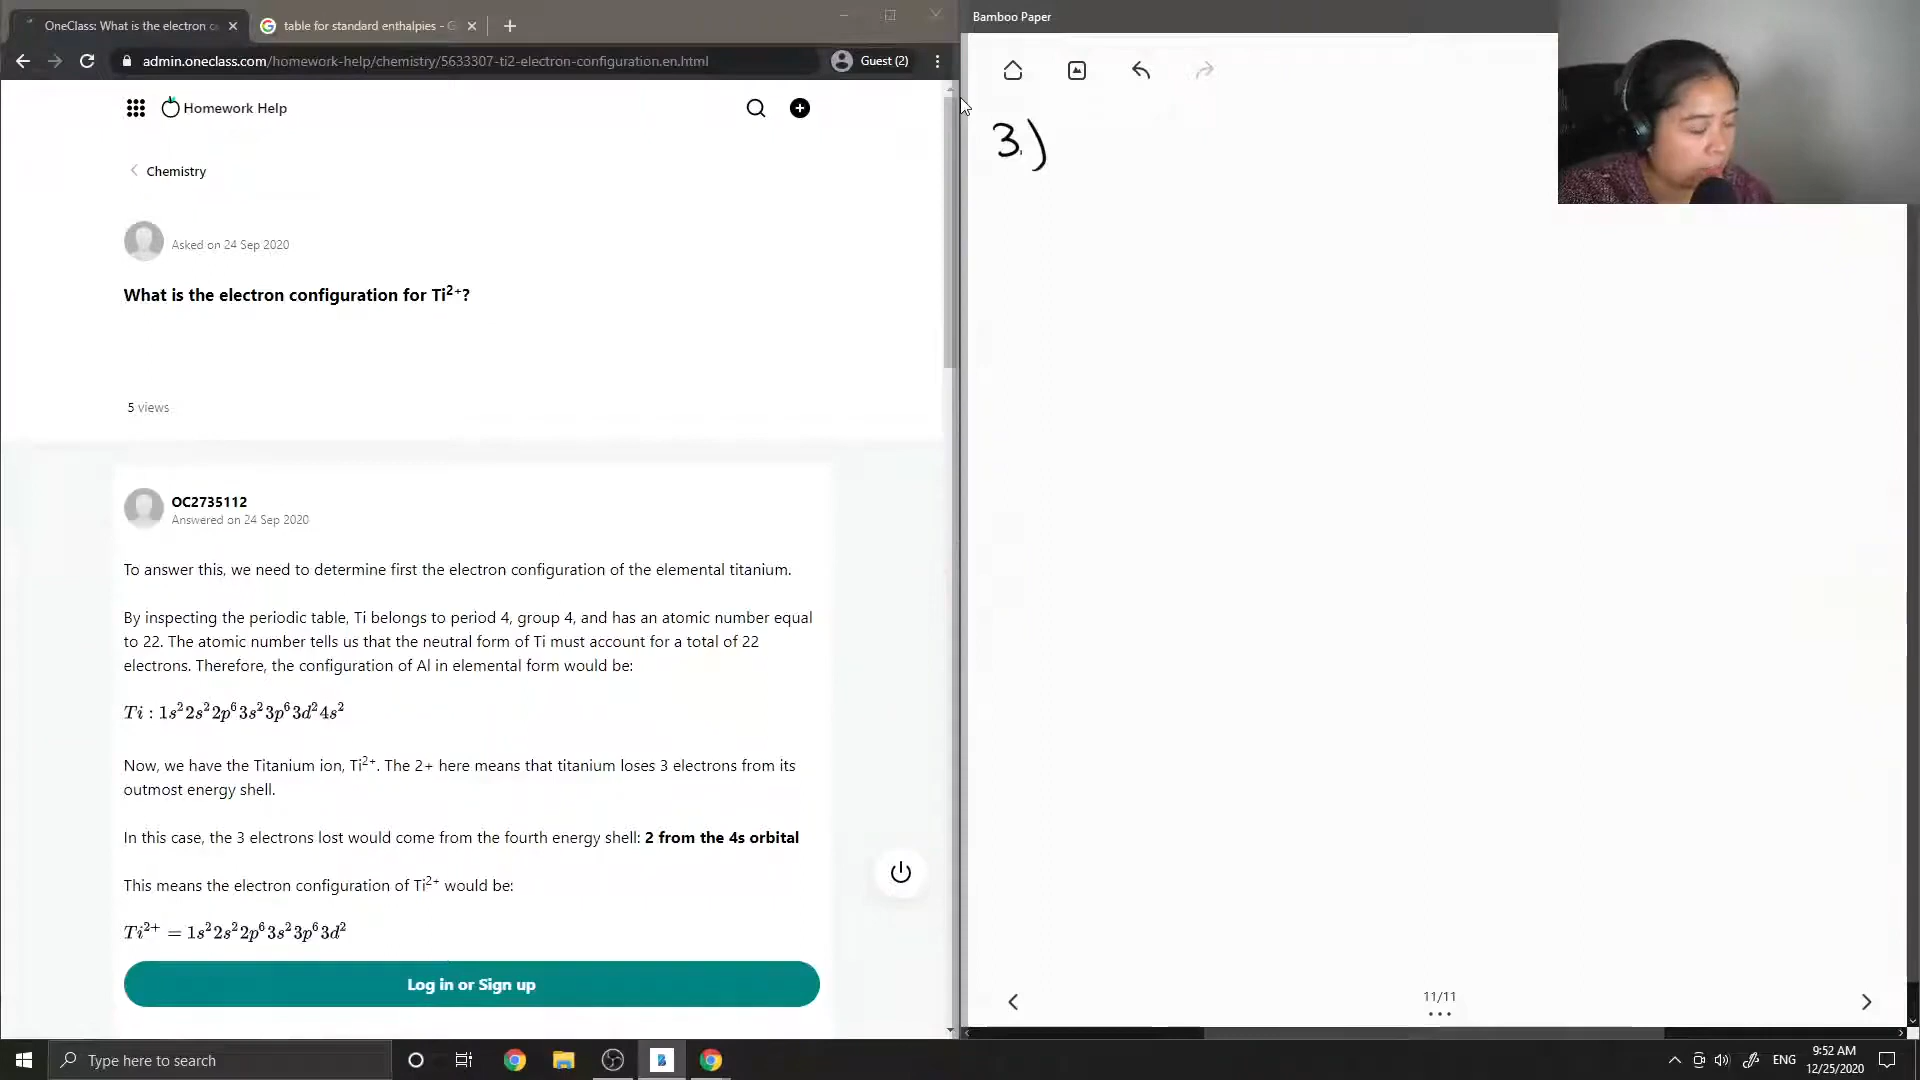 OneClass: What is the electron c
table for standard enthalpies - G
admin.oneclass.com/homework-help/chemistry/5633307-ti2-electron-configuration.en.html
Guest (2)
Homework Help
Chemistry
Asked on 24 Sep 2020
What is the electron configuration for Ti²⁺?
5 views
OC2735112
Answered on 24 Sep 2020
To answer this, we need to determine first the electron configuration of the elemental titanium.
By inspecting the periodic table, Ti belongs to period 4, group 4, and has an atomic number equal
to 22. The atomic number tells us that the neutral form of Ti must account for a total of 22
electrons. Therefore, the configuration of Al in elemental form would be:
Ti : 1s²2s²2p⁶3s²3p⁶3d²4s²
Now, we have the Titanium ion, Ti²⁺. The 2+ here means that titanium loses 3 electrons from its
outmost energy shell.
In this case, the 3 electrons lost would come from the fourth energy shell: 2 from the 4s orbital
This means the electron configuration of Ti²⁺ would be:
Ti²⁺ = 1s²2s²2p⁶3s²3p⁶3d²
Log in or Sign up
Bamboo Paper
3.)
11/11
Type here to search
ENG
9:52 AM
12/25/2020